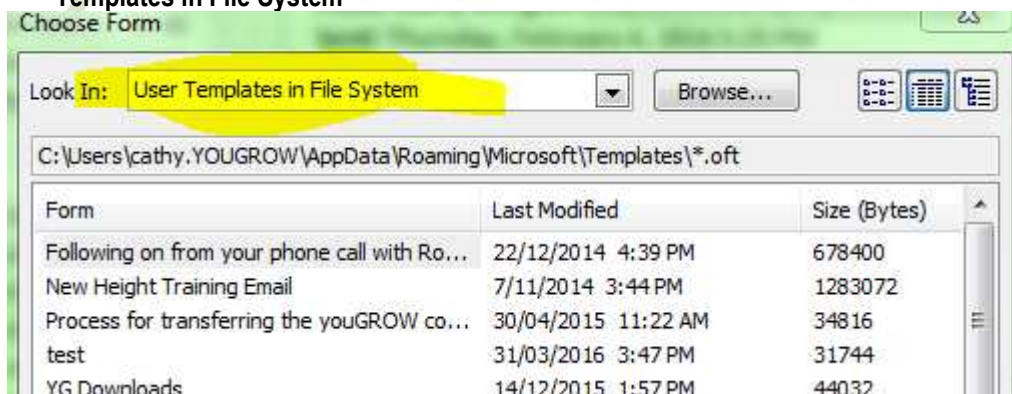 Templates in File System
Choose Form
Look In: User Templates in File System Browse...
C:\Users\cathy.YOUGROW\AppData\Roaming\Microsoft\Templates\*.oft
Form Last Modified Size (Bytes)
Following on from your phone call with Ro... 22/12/2014 4:39 PM 678400
New Height Training Email 7/11/2014 3:44 PM 1283072
Process for transferring the youGROW co... 30/04/2015 11:22 AM 34816
test 31/03/2016 3:47 PM 31744
YG Downloads 14/12/2015 1:57 PM 44032